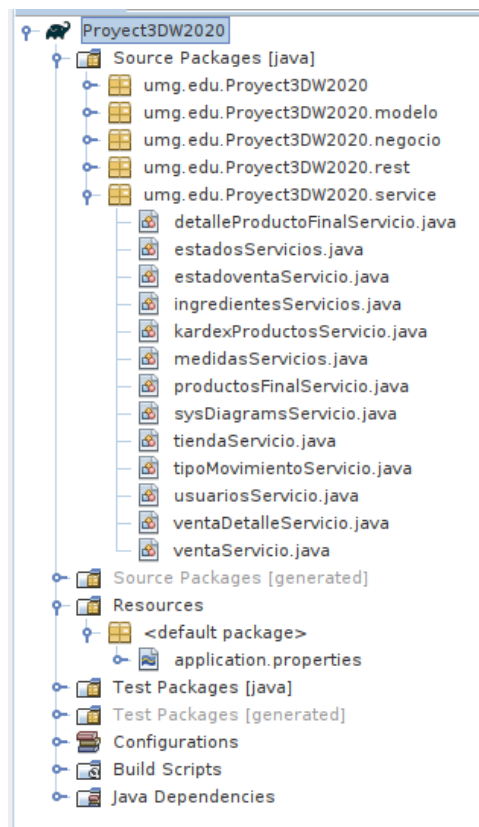 Proyect3DW2020
Source Packages [java]
umg.edu.Proyect3DW2020
umg.edu.Proyect3DW2020.modelo
umg.edu.Proyect3DW2020.negocio
umg.edu.Proyect3DW2020.rest
umg.edu.Proyect3DW2020.service
detalleProductoFinalServicio.java
estadosServicios.java
estadoventaServicio.java
ingredientesServicios.java
kardexProductosServicio.java
medidasServicios.java
productosFinalServicio.java
sysDiagramsServicio.java
tiendaServicio.java
tipoMovimientoServicio.java
usuariosServicio.java
ventaDetalleServicio.java
ventaServicio.java
Source Packages [generated]
Resources
<default package>
application.properties
Test Packages [java]
Test Packages [generated]
Configurations
Build Scripts
Java Dependencies